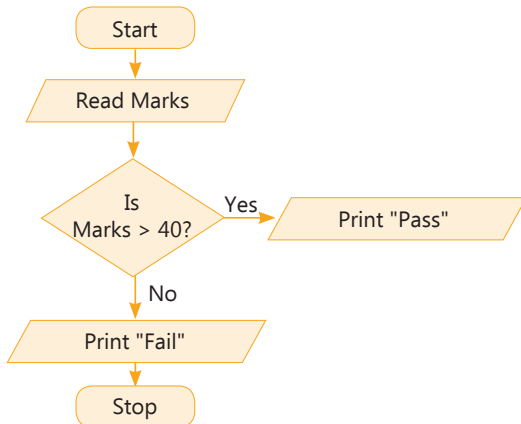 Start
Read Marks
Is
Marks > 40?
Yes
Print "Pass"
No
Print "Fail"
Stop